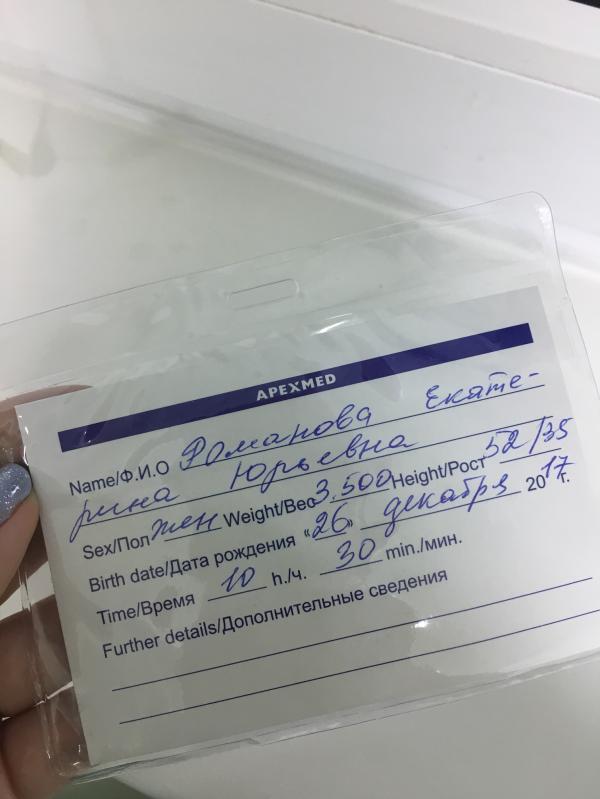 APEXMED
Name/Ф.И.О Романова Екате-
рина Юрьевна
Sex/Пол жен Weight/Вес 3.500 Height/Рост 52/35
Birth date/Дата рождения «26» декабря 2017 г.
Time/Время 10 h./ч. 30 min./мин.
Further details/Дополнительные сведения